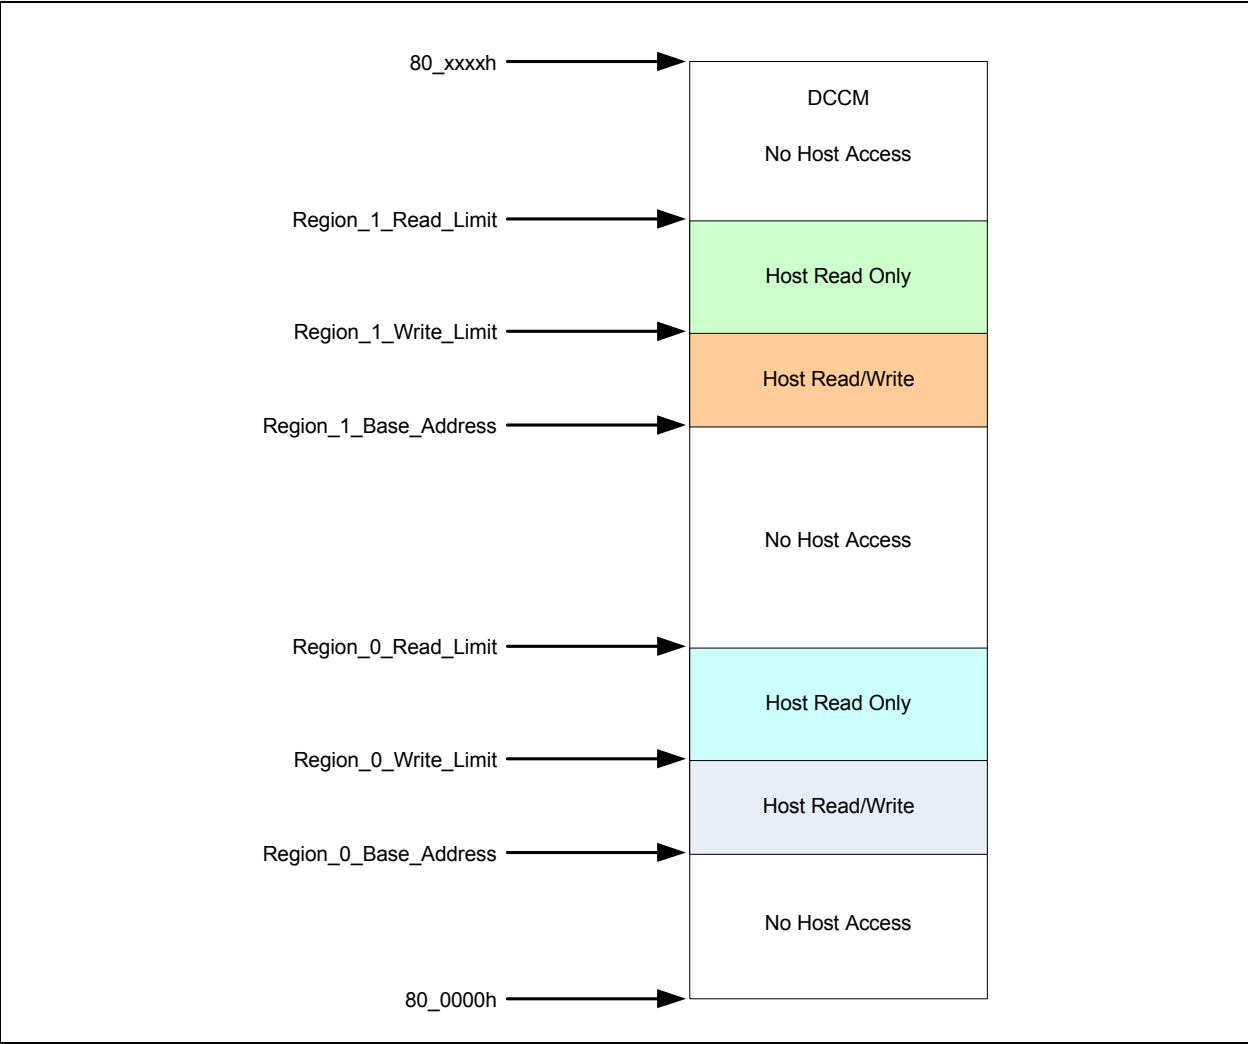 80_xxxxh
DCCM
No Host Access
Region_1_Read_Limit
Host Read Only
Region_1_Write_Limit
Host Read/Write
Region_1_Base_Address
No Host Access
Region_0_Read_Limit
Host Read Only
Region_0_Write_Limit
Host Read/Write
Region_0_Base_Address
No Host Access
80_0000h